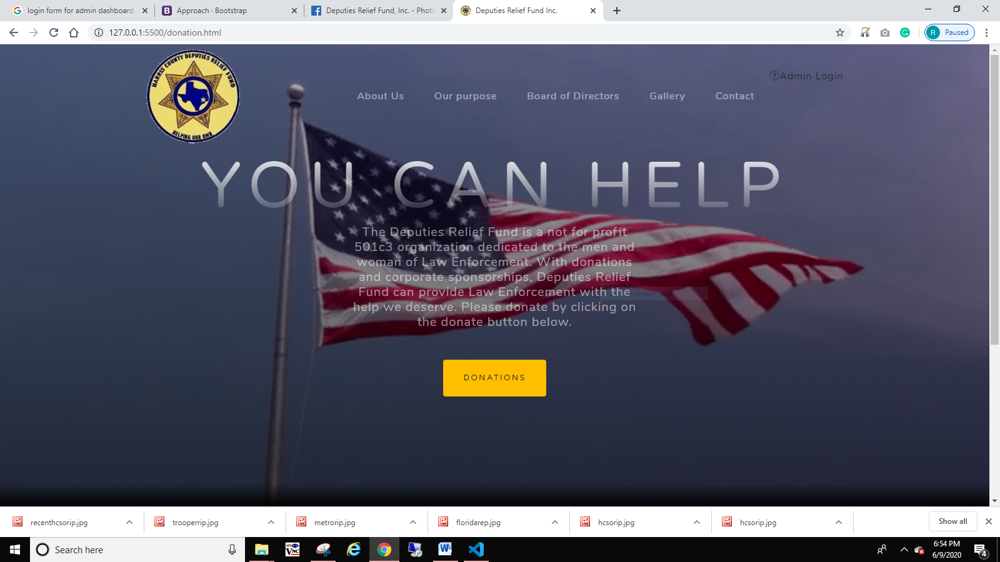 login form for admin dashboard
Approach · Bootstrap
Deputies Relief Fund, Inc. - Photo
Deputies Relief Fund Inc.
127.0.0.1:5500/donation.html
R Paused
HARRIS COUNTY DEPUTIES RELIEF FUND
HELPING OUR OWN
Admin Login
About Us Our purpose Board of Directors Gallery Contact
YOU CAN HELP
The Deputies Relief Fund is a not for profit
501c3 organization dedicated to the men and
woman of Law Enforcement. With donations
and corporate sponsorships, Deputies Relief
Fund can provide Law Enforcement with the
help we deserve. Please donate by clicking on
the donate button below.
-screen Snip
DONATIONS
recenthcsorip.jpg trooperrip.jpg metrorip.jpg floridarep.jpg hcsorip.jpg hcsorip.jpg Show all
Search here
6:54 PM
6/9/2020
4